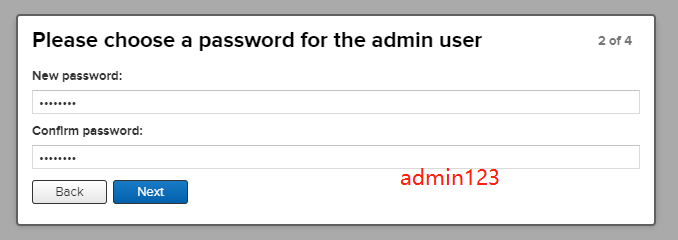 Please choose a password for the admin user
2 of 4
New password:
••••••••
Confirm password:
••••••••
admin123
Back
Next